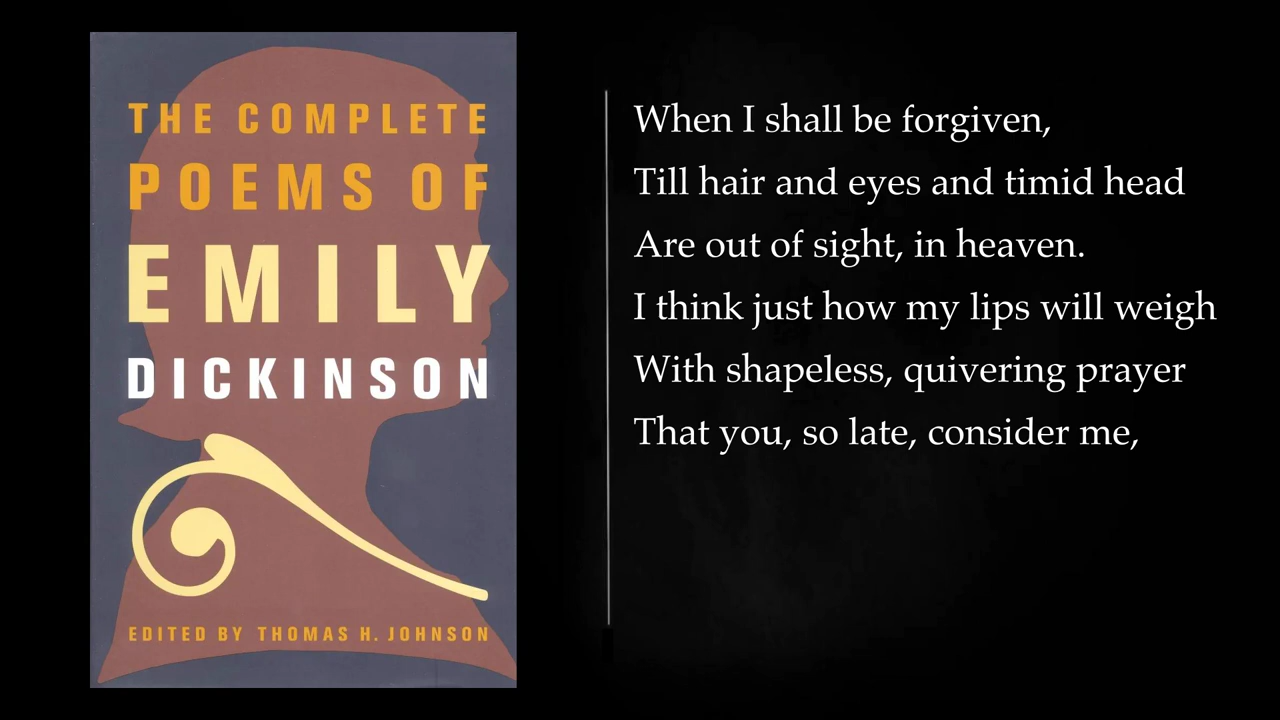 THE COMPLETE
POEMS OF
EMILY
DICKINSON
EDITED BY THOMAS H. JOHNSON
When I shall be forgiven,
Till hair and eyes and timid head
Are out of sight, in heaven.
I think just how my lips will weigh
With shapeless, quivering prayer
That you, so late, consider me,